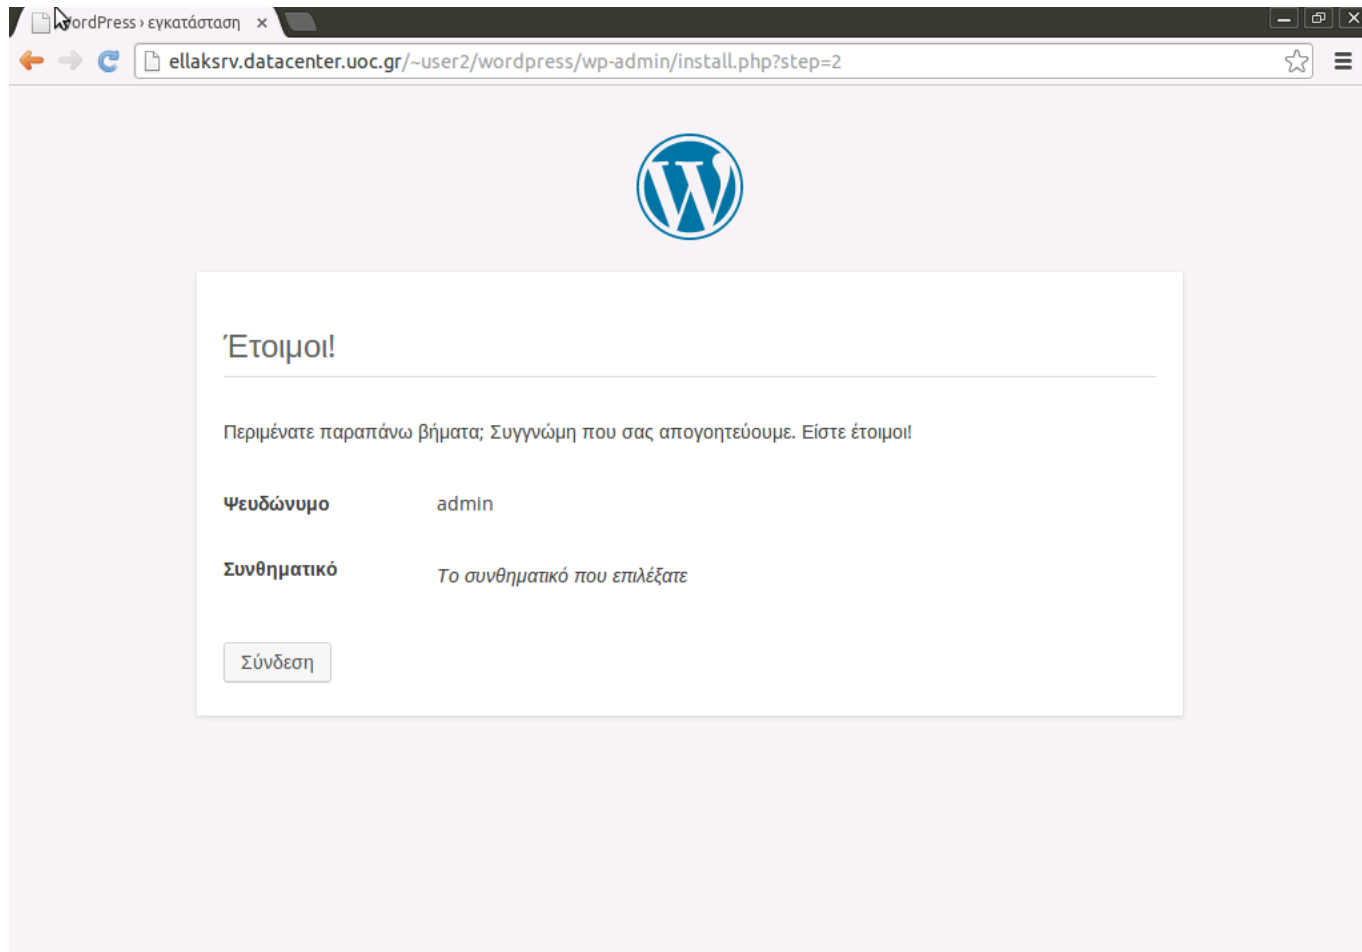 WordPress › εγκατάσταση
ellaksrv.datacenter.uoc.gr/~user2/wordpress/wp-admin/install.php?step=2
Έτοιμοι!
Περιμένατε παραπάνω βήματα; Συγγνώμη που σας απογοητεύουμε. Είστε έτοιμοι!
Ψευδώνυμο admin
Συνθηματικό Το συνθηματικό που επιλέξατε
Σύνδεση